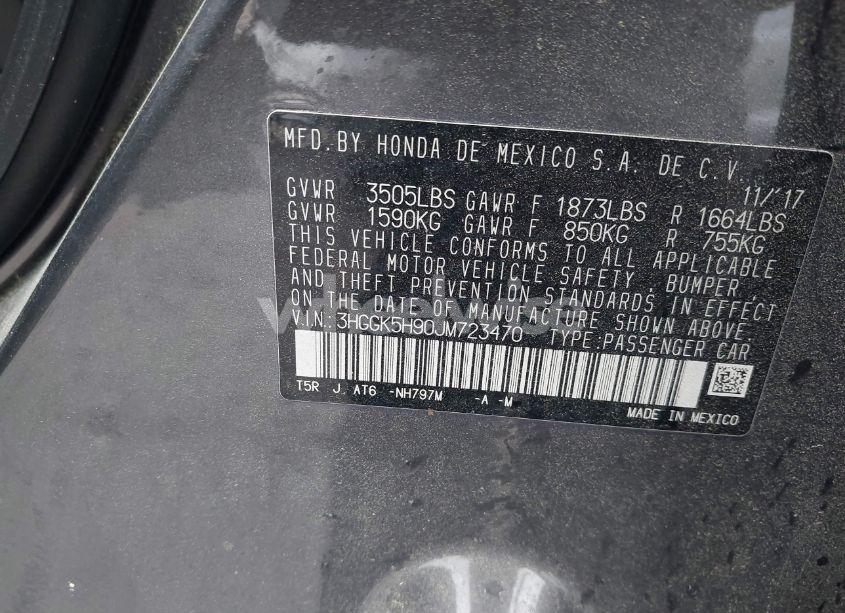 MFD. BY HONDA DE MEXICO S.A. DE C.V.
11/'17
GVWR 3505LBS GAWR F 1873LBS R 1664LBS
GVWR 1590KG GAWR F 850KG R 755KG
THIS VEHICLE CONFORMS TO ALL APPLICABLE
FEDERAL MOTOR VEHICLE SAFETY, BUMPER,
AND THEFT PREVENTION STANDARDS IN EFFECT
ON THE DATE OF MANUFACTURE SHOWN ABOVE
V.I.N.: 3HGGK5H90JM723470 TYPE:PASSENGER CAR
T5R J. AT6 -NH797M -A -M
MADE IN MEXICO